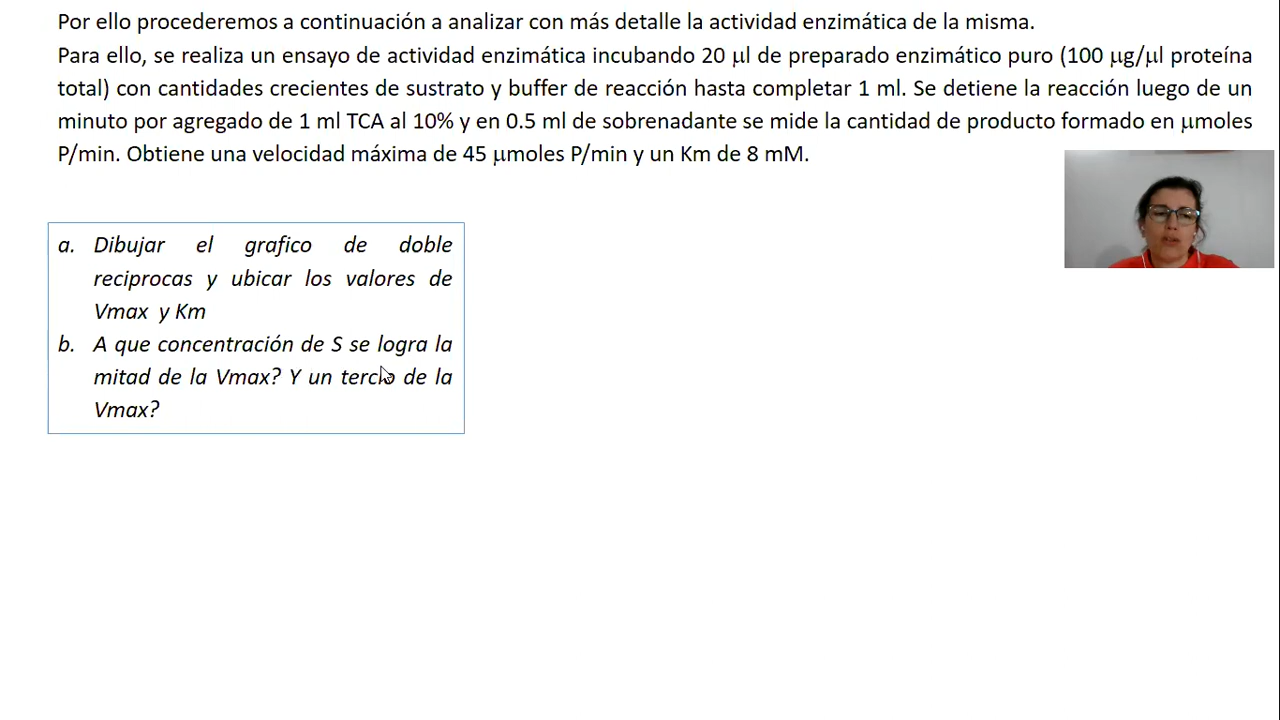 Por ello procederemos a continuación a analizar con más detalle la actividad enzimática de la misma.
Para ello, se realiza un ensayo de actividad enzimática incubando 20 μl de preparado enzimático puro (100 μg/μl proteína
total) con cantidades crecientes de sustrato y buffer de reacción hasta completar 1 ml. Se detiene la reacción luego de un
minuto por agregado de 1 ml TCA al 10% y en 0.5 ml de sobrenadante se mide la cantidad de producto formado en μmoles
P/min. Obtiene una velocidad máxima de 45 μmoles P/min y un Km de 8 mM.
a. Dibujar el grafico de doble
reciprocas y ubicar los valores de
Vmax y Km
b. A que concentración de S se logra la
mitad de la Vmax? Y un tercio de la
Vmax?